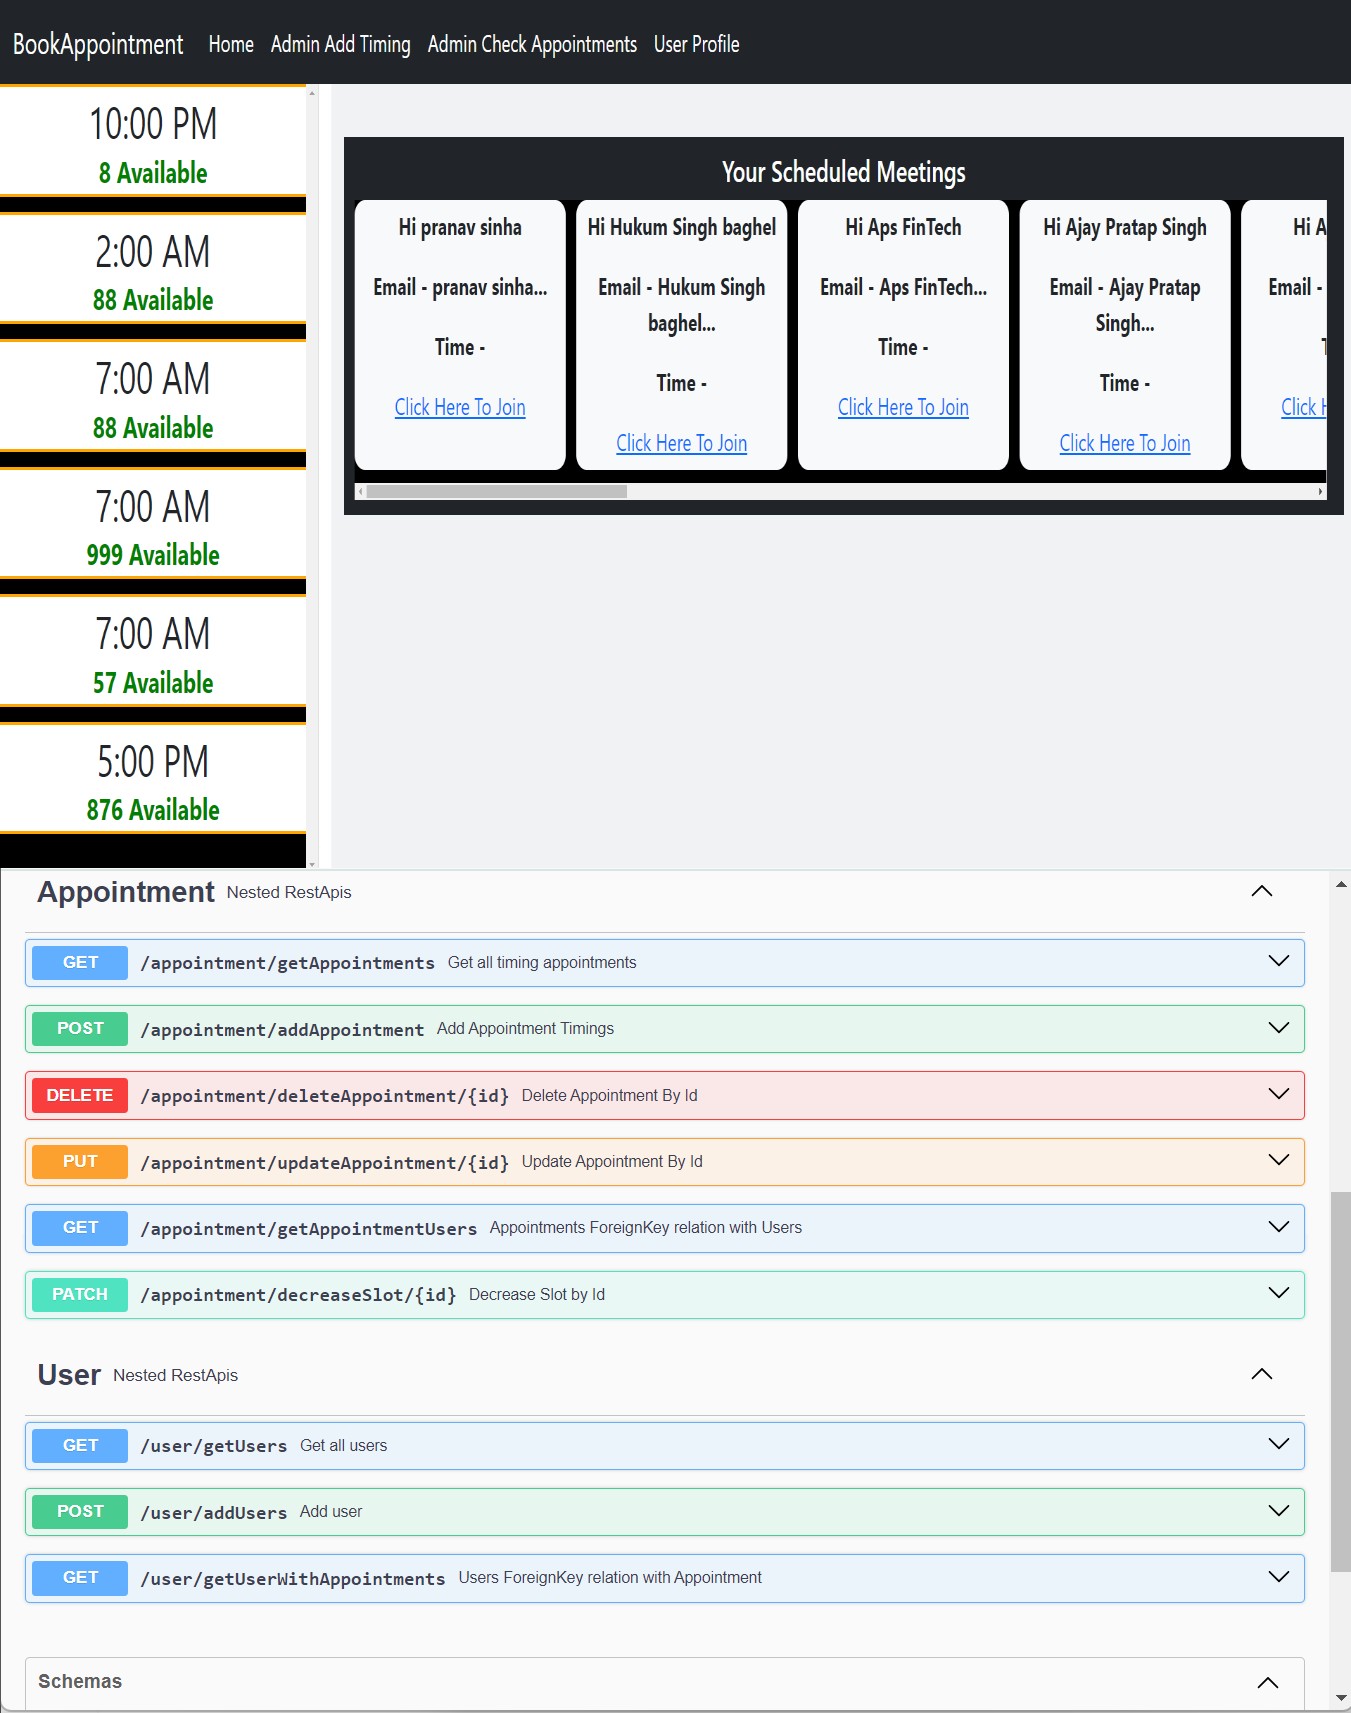 BookAppointment Home Admin Add Timing Admin Check Appointments User Profile
10:00 PM
8 Available
2:00 AM
88 Available
7:00 AM
88 Available
7:00 AM
999 Available
7:00 AM
57 Available
5:00 PM
876 Available
Your Scheduled Meetings
Hi pranav sinha
Email - pranav sinha...
Time -
Click Here To Join
Hi Hukum Singh baghel
Email - Hukum Singh
baghel...
Time -
Click Here To Join
Hi Aps FinTech
Email - Aps FinTech...
Time -
Click Here To Join
Hi Ajay Pratap Singh
Email - Ajay Pratap
Singh...
Time -
Click Here To Join
Hi A
Email -
Click
Appointment Nested RestApis
GET /appointment/getAppointments Get all timing appointments
POST /appointment/addAppointment Add Appointment Timings
DELETE /appointment/deleteAppointment/{id} Delete Appointment By Id
PUT /appointment/updateAppointment/{id} Update Appointment By Id
GET /appointment/getAppointmentUsers Appointments ForeignKey relation with Users
PATCH /appointment/decreaseSlot/{id} Decrease Slot by Id
User Nested RestApis
GET /user/getUsers Get all users
POST /user/addUsers Add user
GET /user/getUserWithAppointments Users ForeignKey relation with Appointment
Schemas